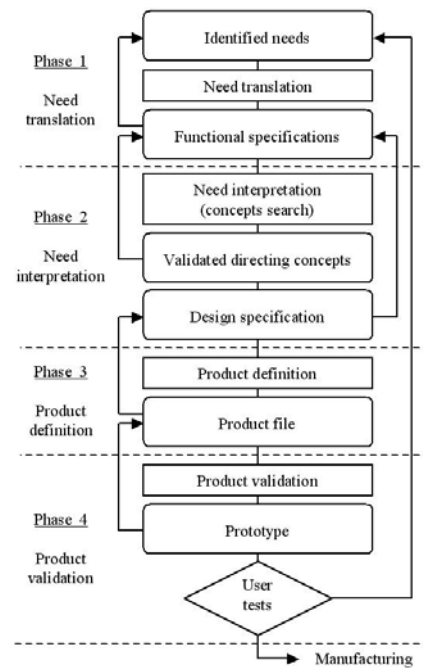 Identified needs
Phase 1
Need
translation
Need translation
Functional specifications
Need interpretation
(concepts search)
Phase 2
Need
interpretation
Validated directing concepts
Design specification
Phase 3
Product
definition
Product definition
Product file
Product validation
Phase 4
Product
validation
Prototype
User
tests
Manufacturing